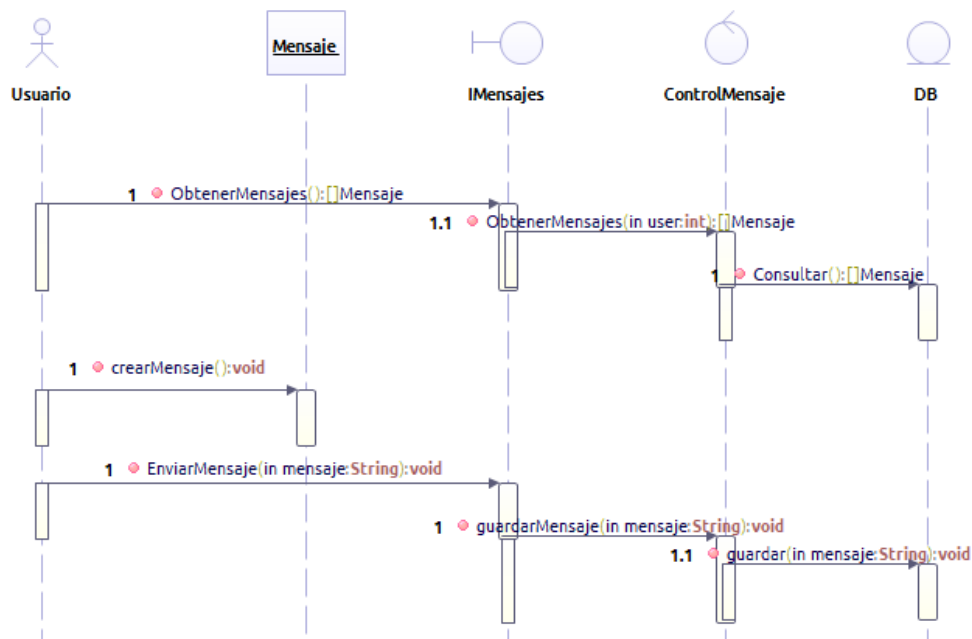 Usuario
Mensaje
IMensajes
ControlMensaje
DB
1 ObtenerMensajes():[]Mensaje
1.1 ObtenerMensajes(in user:int):[]Mensaje
1 Consultar():[]Mensaje
1 crearMensaje():void
1 EnviarMensaje(in mensaje:String):void
1 guardarMensaje(in mensaje:String):void
1.1 guardar(in mensaje:String):void